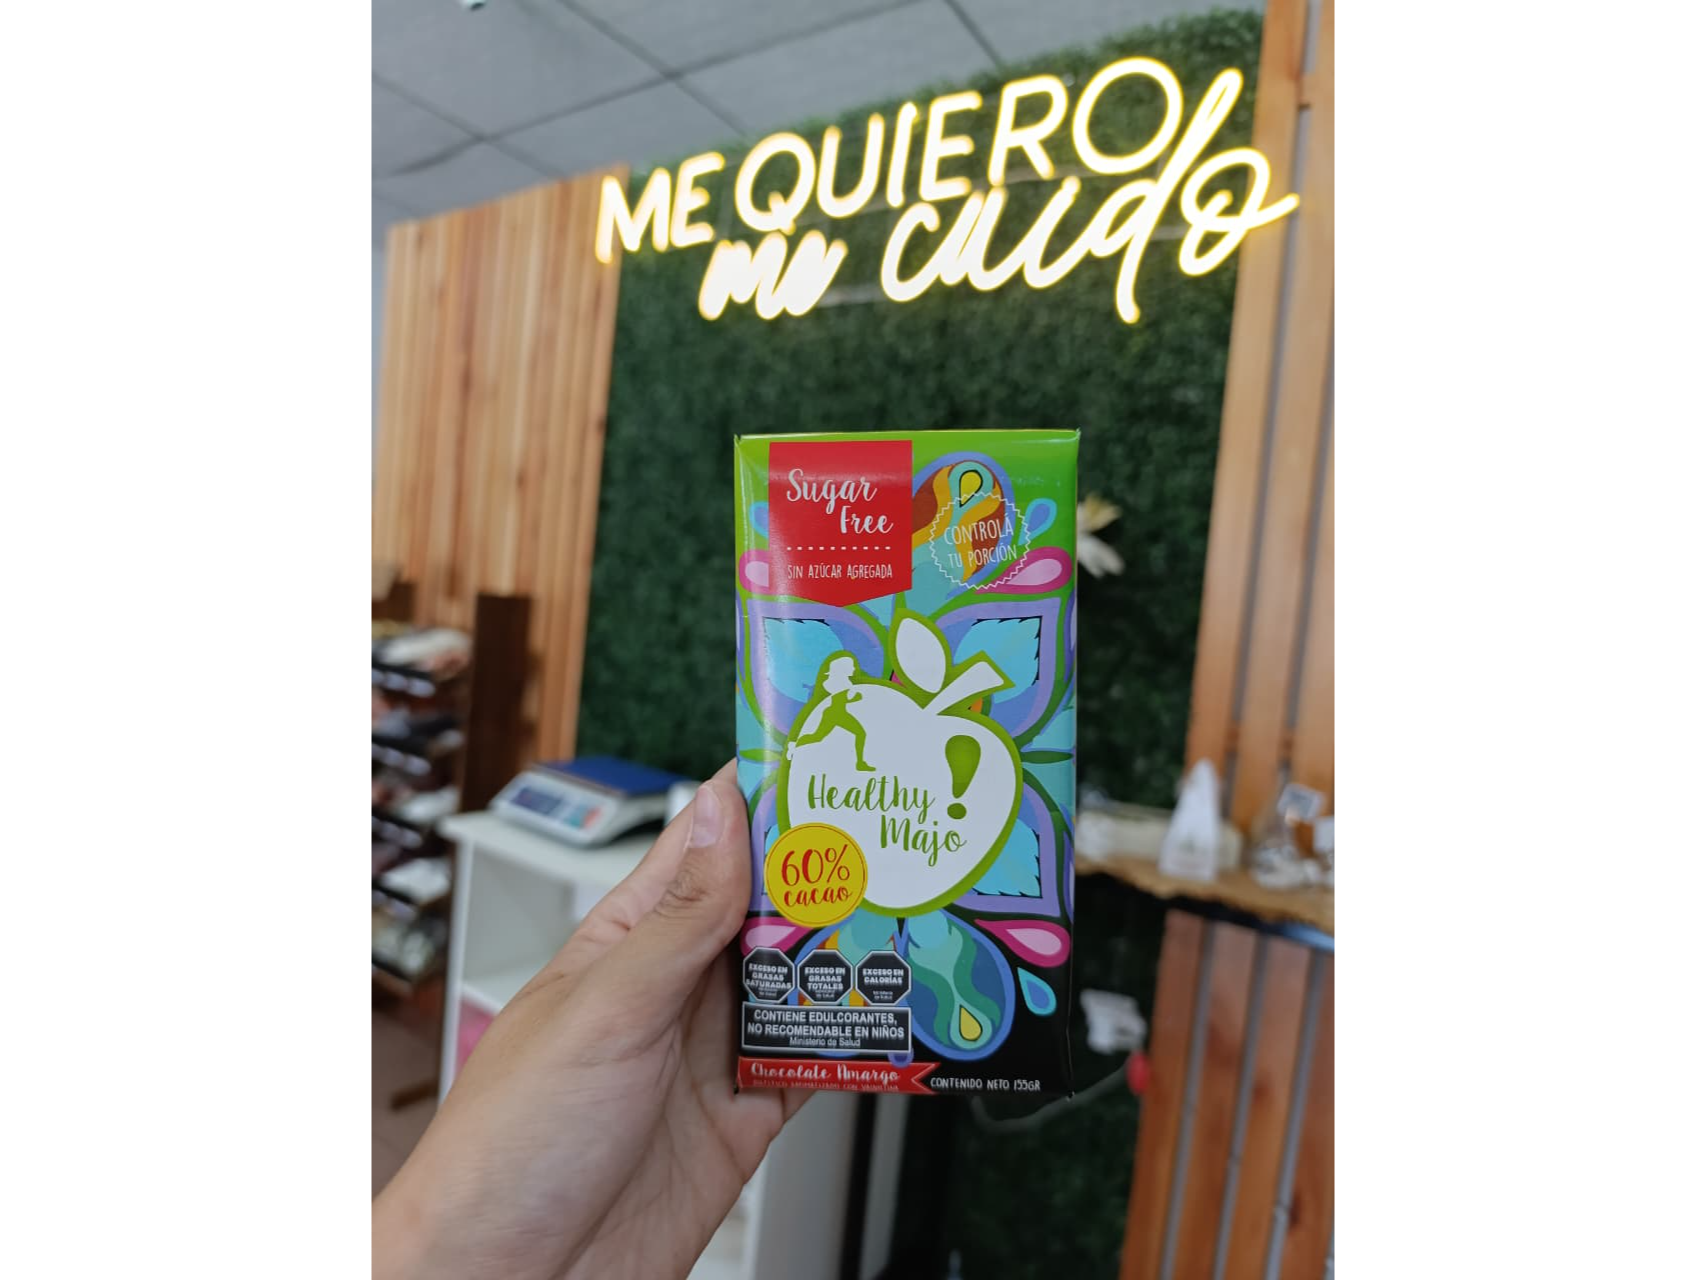 ME QUIERO
me cuido
Sugar
Free
SIN AZÚCAR AGREGADA
CONTROLÁ
TU PORCIÓN
Healthy
Majo!
60%
cacao
EXCESO EN
GRASAS
SATURADAS
EXCESO EN
GRASAS
TOTALES
EXCESO EN
CALORÍAS
CONTIENE EDULCORANTES,
NO RECOMENDABLE EN NIÑOS
Ministerio de Salud
Chocolate Amargo
CONTENIDO NETO 155GR